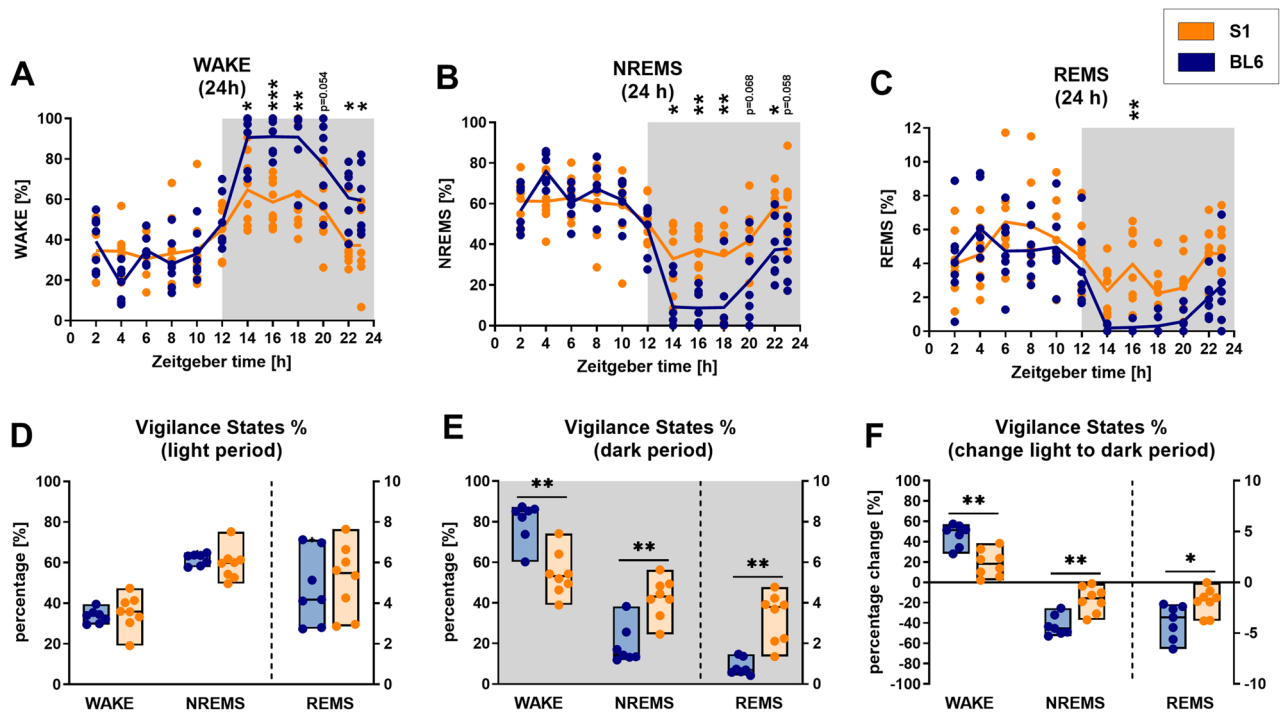 S1
BL6
A
WAKE
(24h)
*
***
**
p=0.054
*
*
100
80
60
40
20
0
WAKE [%]
0 2 4 6 8 10 12 14 16 18 20 22 24
Zeitgeber time [h]
B
NREMS
(24 h)
*
**
**
p=0.068
*
p=0.058
100
80
60
40
20
0
NREMS [%]
0 2 4 6 8 10 12 14 16 18 20 22 24
Zeitgeber time [h]
C
REMS
(24 h)
**
12
10
8
6
4
2
0
REMS [%]
0 2 4 6 8 10 12 14 16 18 20 22 24
Zeitgeber time [h]
D
Vigilance States %
(light period)
100
80
60
40
20
0
percentage [%]
10
8
6
4
2
0
WAKE NREMS REMS
E
Vigilance States %
(dark period)
**
**
**
100
80
60
40
20
0
percentage [%]
10
8
6
4
2
0
WAKE NREMS REMS
F
Vigilance States %
(change light to dark period)
**
**
*
100
80
60
40
20
0
-20
-40
-60
-80
-100
percentage change [%]
10
5
0
-5
-10
WAKE NREMS REMS